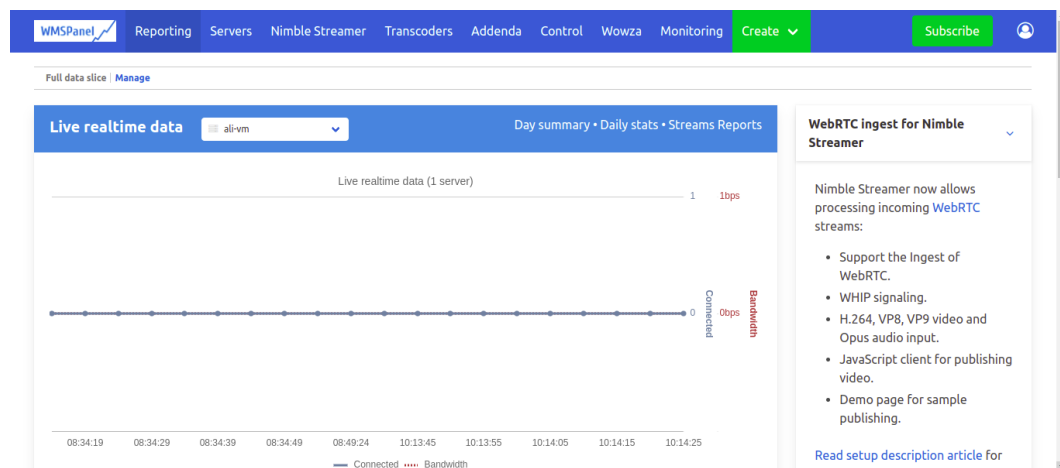 WMSPanel Reporting Servers Nimble Streamer Transcoders Addenda Control Wowza Monitoring Create Subscribe
Full data slice | Manage
Live realtime data ali-vm Day summary • Daily stats • Streams Reports
Live realtime data (1 server)
1 1bps
0 0bps
Connected
Bandwidth
08:34:19 08:34:29 08:34:39 08:34:49 08:49:24 10:13:45 10:13:55 10:14:05 10:14:15 10:14:25
Connected Bandwidth
WebRTC ingest for Nimble
Streamer
Nimble Streamer now allows
processing incoming WebRTC
streams:
• Support the Ingest of
WebRTC.
• WHIP signaling.
• H.264, VP8, VP9 video and
Opus audio input.
• JavaScript client for publishing
video.
• Demo page for sample
publishing.
Read setup description article for